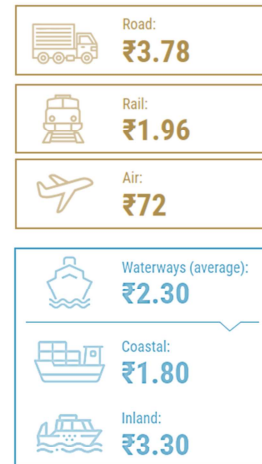 Road:
₹3.78
Rail:
₹1.96
Air:
₹72
Waterways (average):
₹2.30
Coastal:
₹1.80
Inland:
₹3.30